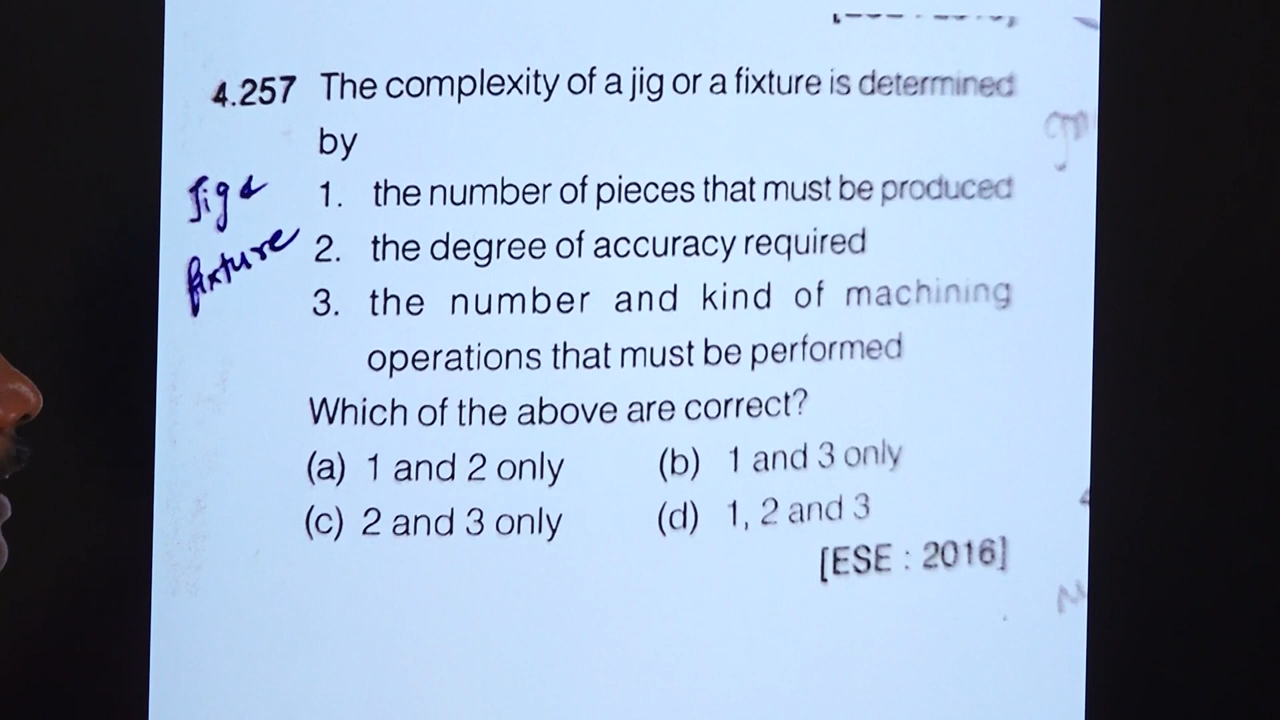 4.257 The complexity of a jig or a fixture is determined
by
Jig &
fixture
1. the number of pieces that must be produced
2. the degree of accuracy required
3. the number and kind of machining
operations that must be performed
Which of the above are correct?
(a) 1 and 2 only (b) 1 and 3 only
(c) 2 and 3 only (d) 1, 2 and 3
[ESE : 2016]